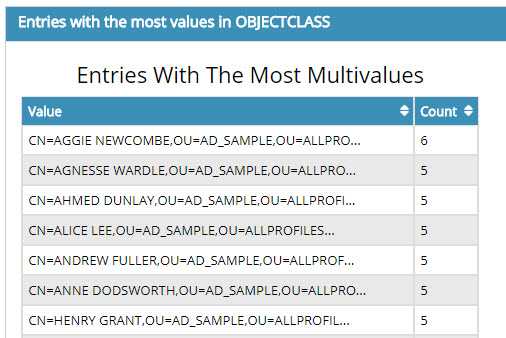 Entries with the most values in OBJECTCLASS
Entries With The Most Multivalues
Value Count
CN=AGGIE NEWCOMBE,OU=AD_SAMPLE,OU=ALLPRO... 6
CN=AGNESSE WARDLE,OU=AD_SAMPLE,OU=ALLPRO... 5
CN=AHMED DUNLAY,OU=AD_SAMPLE,OU=ALLPROFI... 5
CN=ALICE LEE,OU=AD_SAMPLE,OU=ALLPROFILES... 5
CN=ANDREW FULLER,OU=AD_SAMPLE,OU=ALLPROF... 5
CN=ANNE DODSWORTH,OU=AD_SAMPLE,OU=ALLPRO... 5
CN=HENRY GRANT,OU=AD_SAMPLE,OU=ALLPROFIL... 5